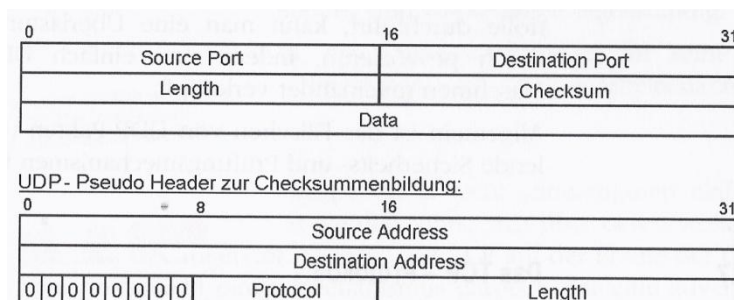 0 16 31
Source Port Destination Port
Length Checksum
Data
UDP - Pseudo Header zur Checksummenbildung:
0 8 16 31
Source Address
Destination Address
0 0 0 0 0 0 0 0 0 Protocol Length